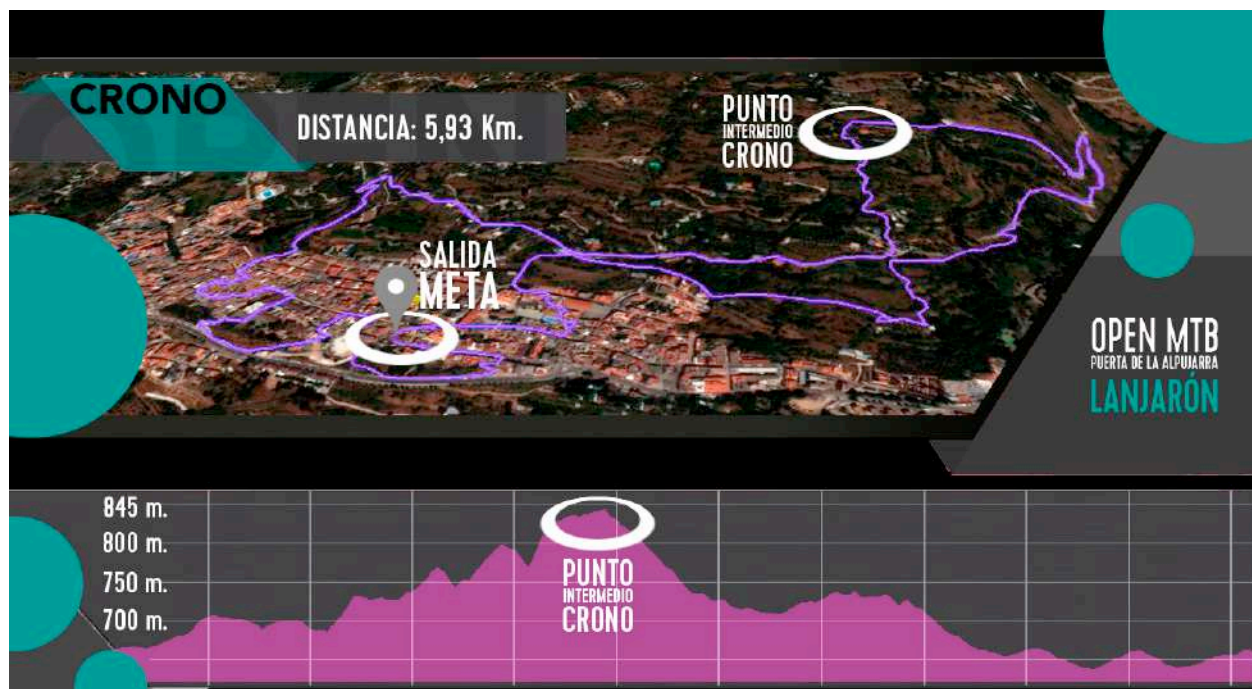 CRONO
DISTANCIA: 5,93 Km.
PUNTO
INTERMEDIO
CRONO
SALIDA
META
OPEN MTB
PUERTA DE LA ALPUJARRA
LANJARÓN
845 m.
800 m.
750 m.
700 m.
PUNTO
INTERMEDIO
CRONO